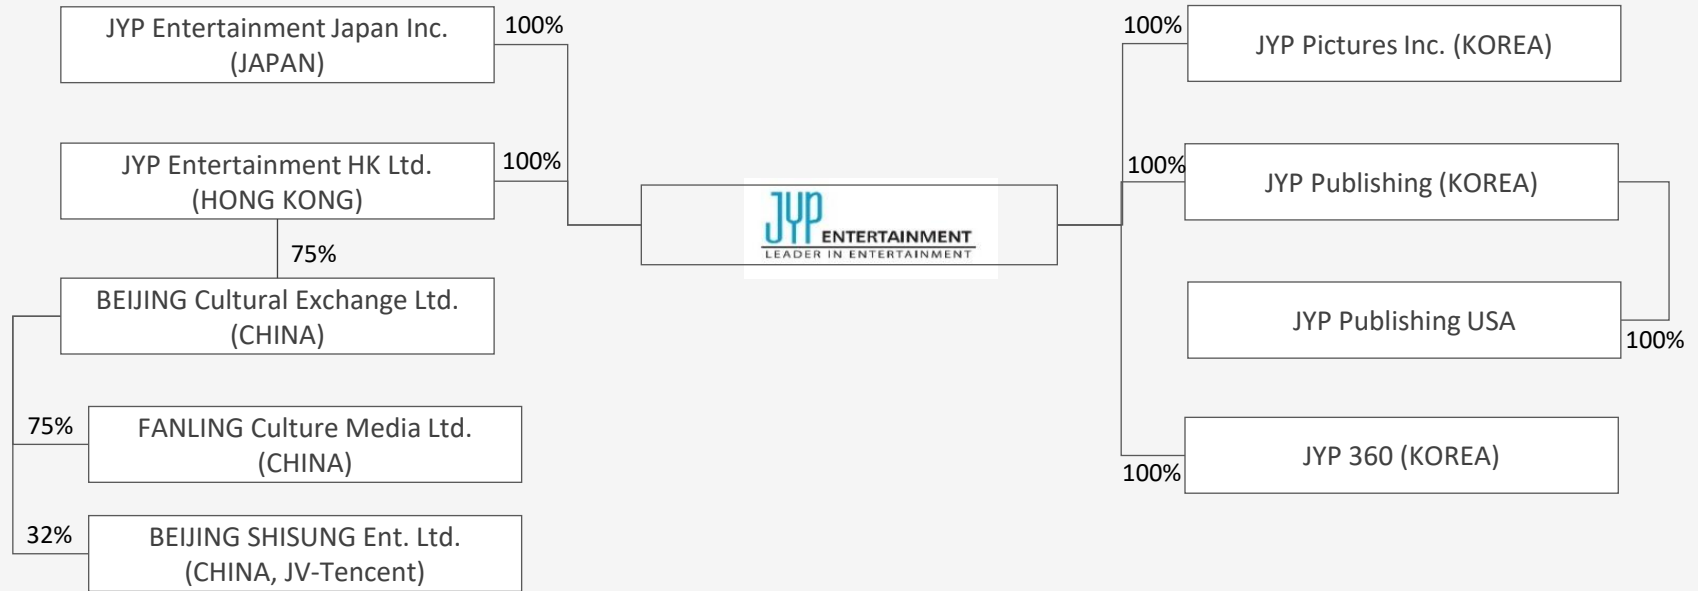 JYP Entertainment Japan Inc.
(JAPAN)
100%
JYP Entertainment HK Ltd.
(HONG KONG)
100%
75%
BEIJING Cultural Exchange Ltd.
(CHINA)
75%
FANLING Culture Media Ltd.
(CHINA)
32%
BEIJING SHISUNG Ent. Ltd.
(CHINA, JV-Tencent)
JYP ENTERTAINMENT
LEADER IN ENTERTAINMENT
100%
JYP Pictures Inc. (KOREA)
100%
JYP Publishing (KOREA)
JYP Publishing USA
100%
100%
JYP 360 (KOREA)